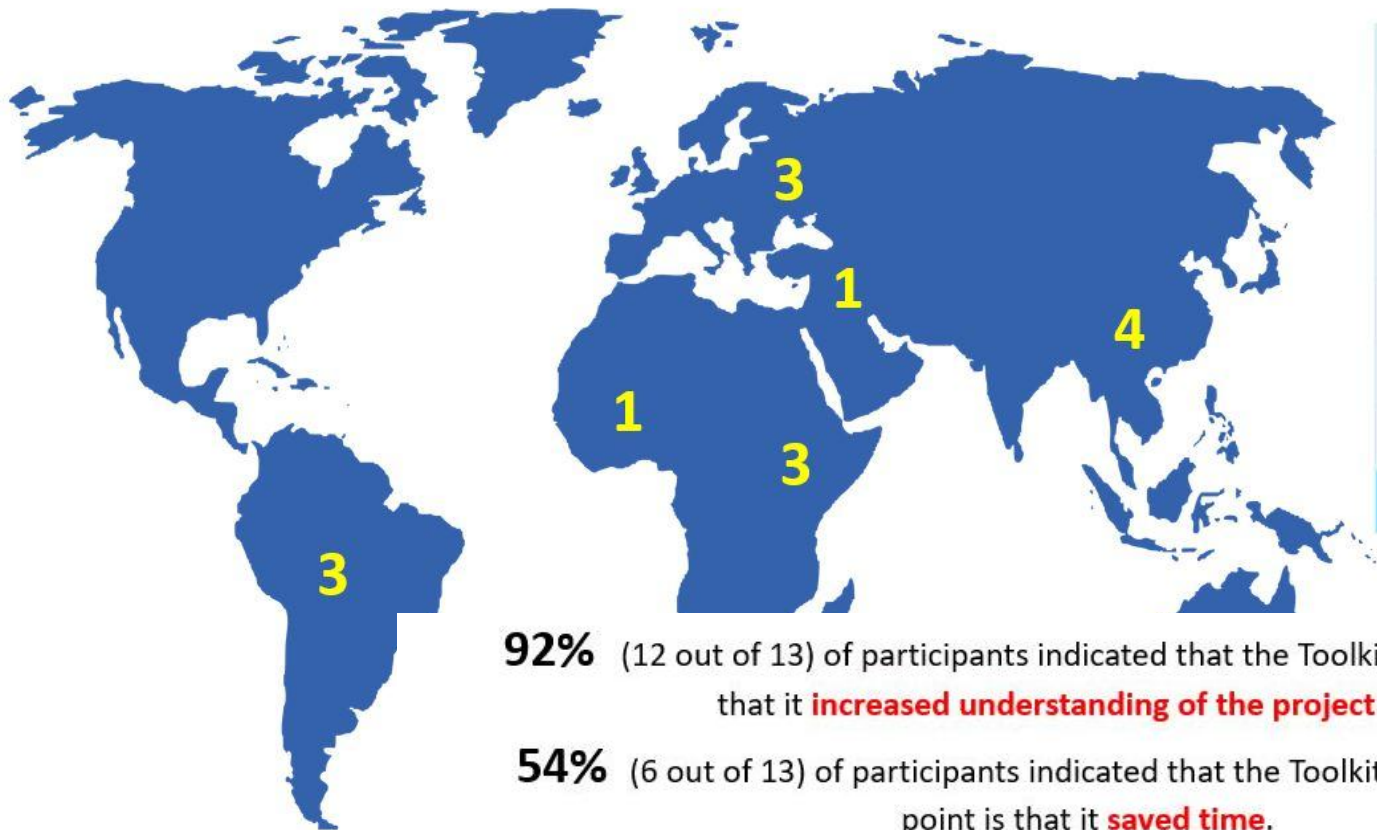 3
1
4
1
3
3
92% (12 out of 13) of participants indicated that the Toolki
that it increased understanding of the project
54% (6 out of 13) of participants indicated that the Toolkit
point is that it saved time.